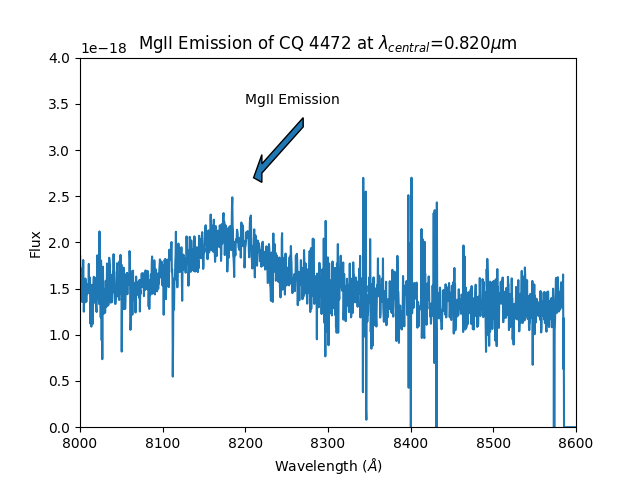 1e−18
MgII Emission of CQ 4472 at λcentral=0.820μm
4.0
3.5
3.0
2.5
2.0
1.5
1.0
0.5
0.0
Flux
MgII Emission
8000 8100 8200 8300 8400 8500 8600
Wavelength (Å)